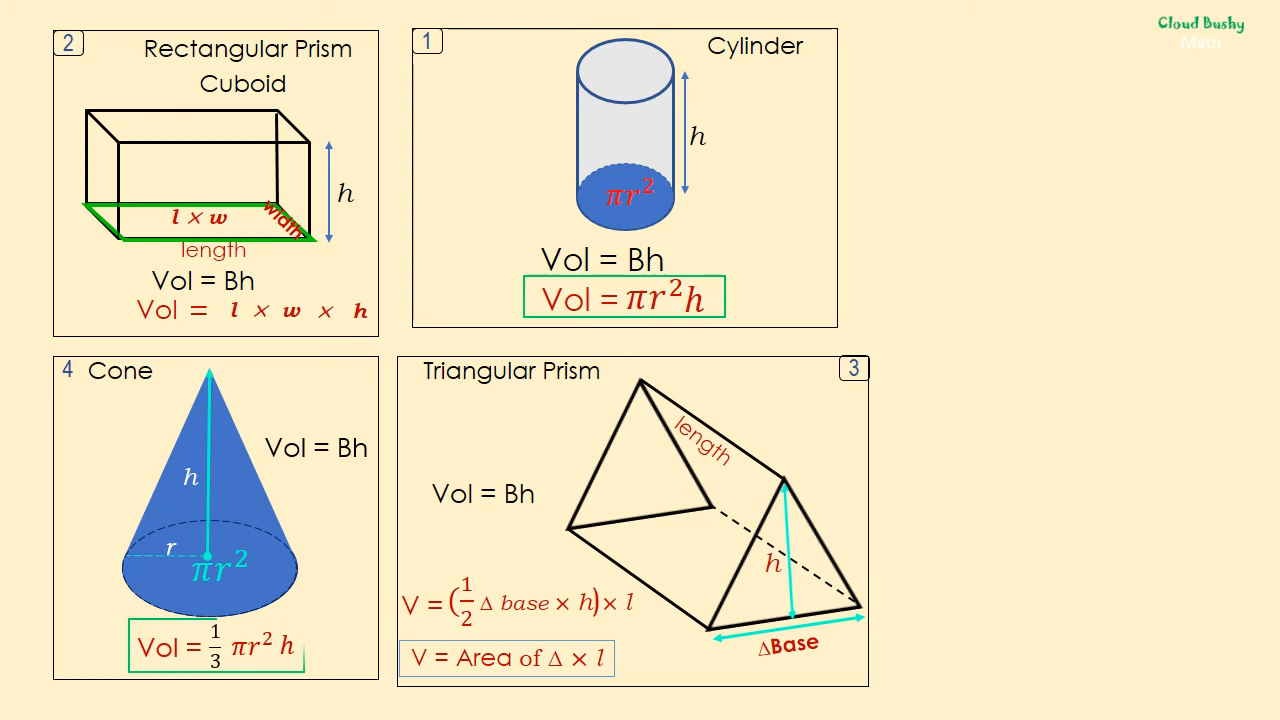 Cloud Bushy
Math
2
Rectangular Prism
Cuboid
h
l × w
width
length
Vol = Bh
Vol = l × w × h
1
Cylinder
h
πr²
Vol = Bh
Vol = πr²h
4 Cone
Vol = Bh
h
r
πr²
Vol = 1/3 πr² h
Triangular Prism
3
length
Vol = Bh
h
V = (1/2 Δ base × h) × l
ΔBase
V = Area of Δ × l